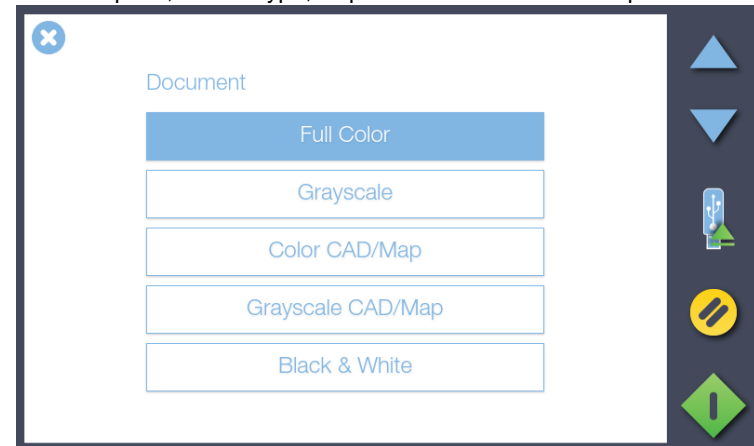 Document
Full Color
Grayscale
Color CAD/Map
Grayscale CAD/Map
Black & White